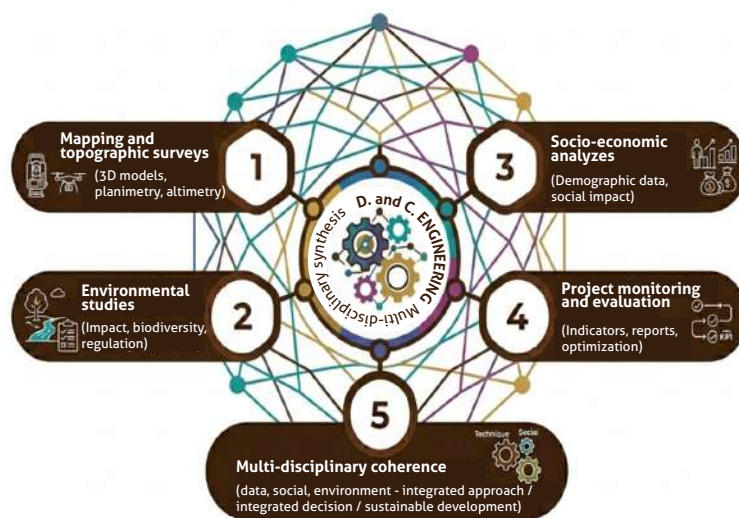 Mapping and
topographic surveys
(3D models,
planimetry, altimetry)
1
Environmental
studies
(Impact, biodiversity,
regulation)
2
D. and C. ENGINEERING Multi-disciplinary synthesis
3
Socio-economic
analyzes
(Demographic data,
social impact)
4
Project monitoring
and evaluation
(Indicators, reports,
optimization)
KPI
5
Technique
Social
Multi-disciplinary coherence
(data, social, environment - integrated approach /
integrated decision / sustainable development)